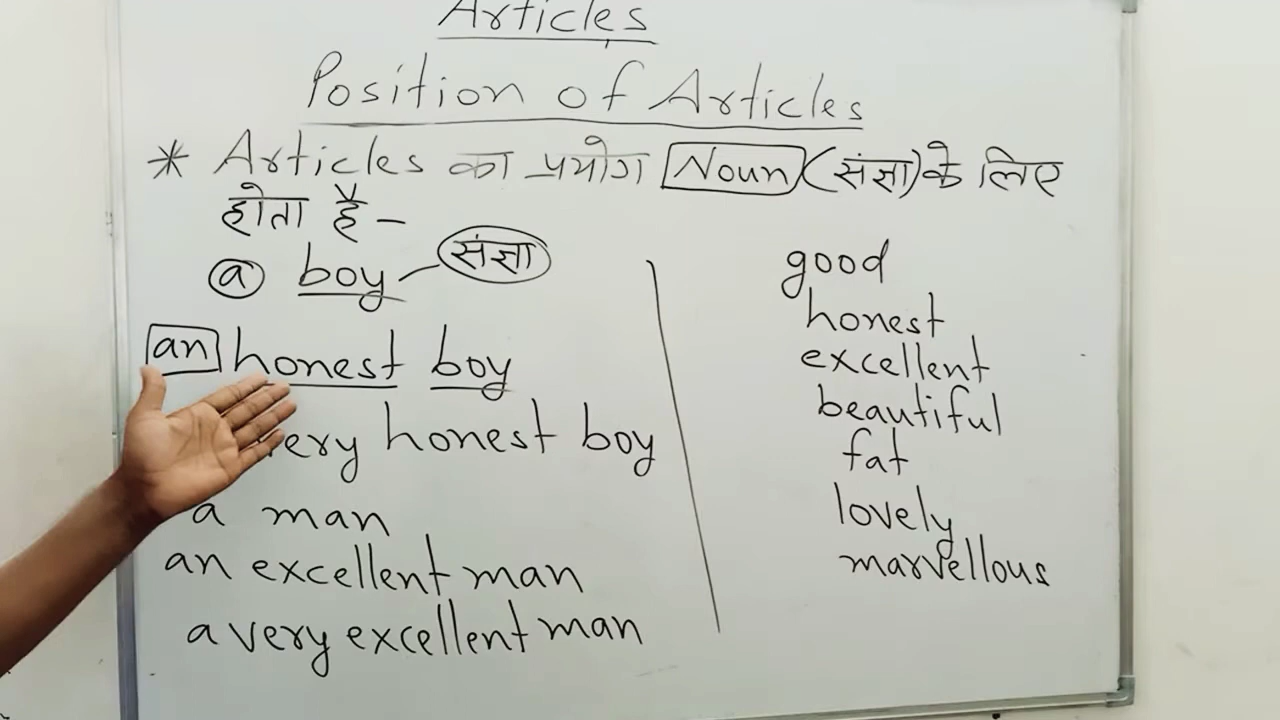 Articles
Position of Articles
* Articles का प्रयोग Noun (संज्ञा) के लिए
होता है -
a boy - संज्ञा
an honest boy
honest boy
a man
an excellent man
a very excellent man
good
honest
excellent
beautiful
fat
lovely
marvellous